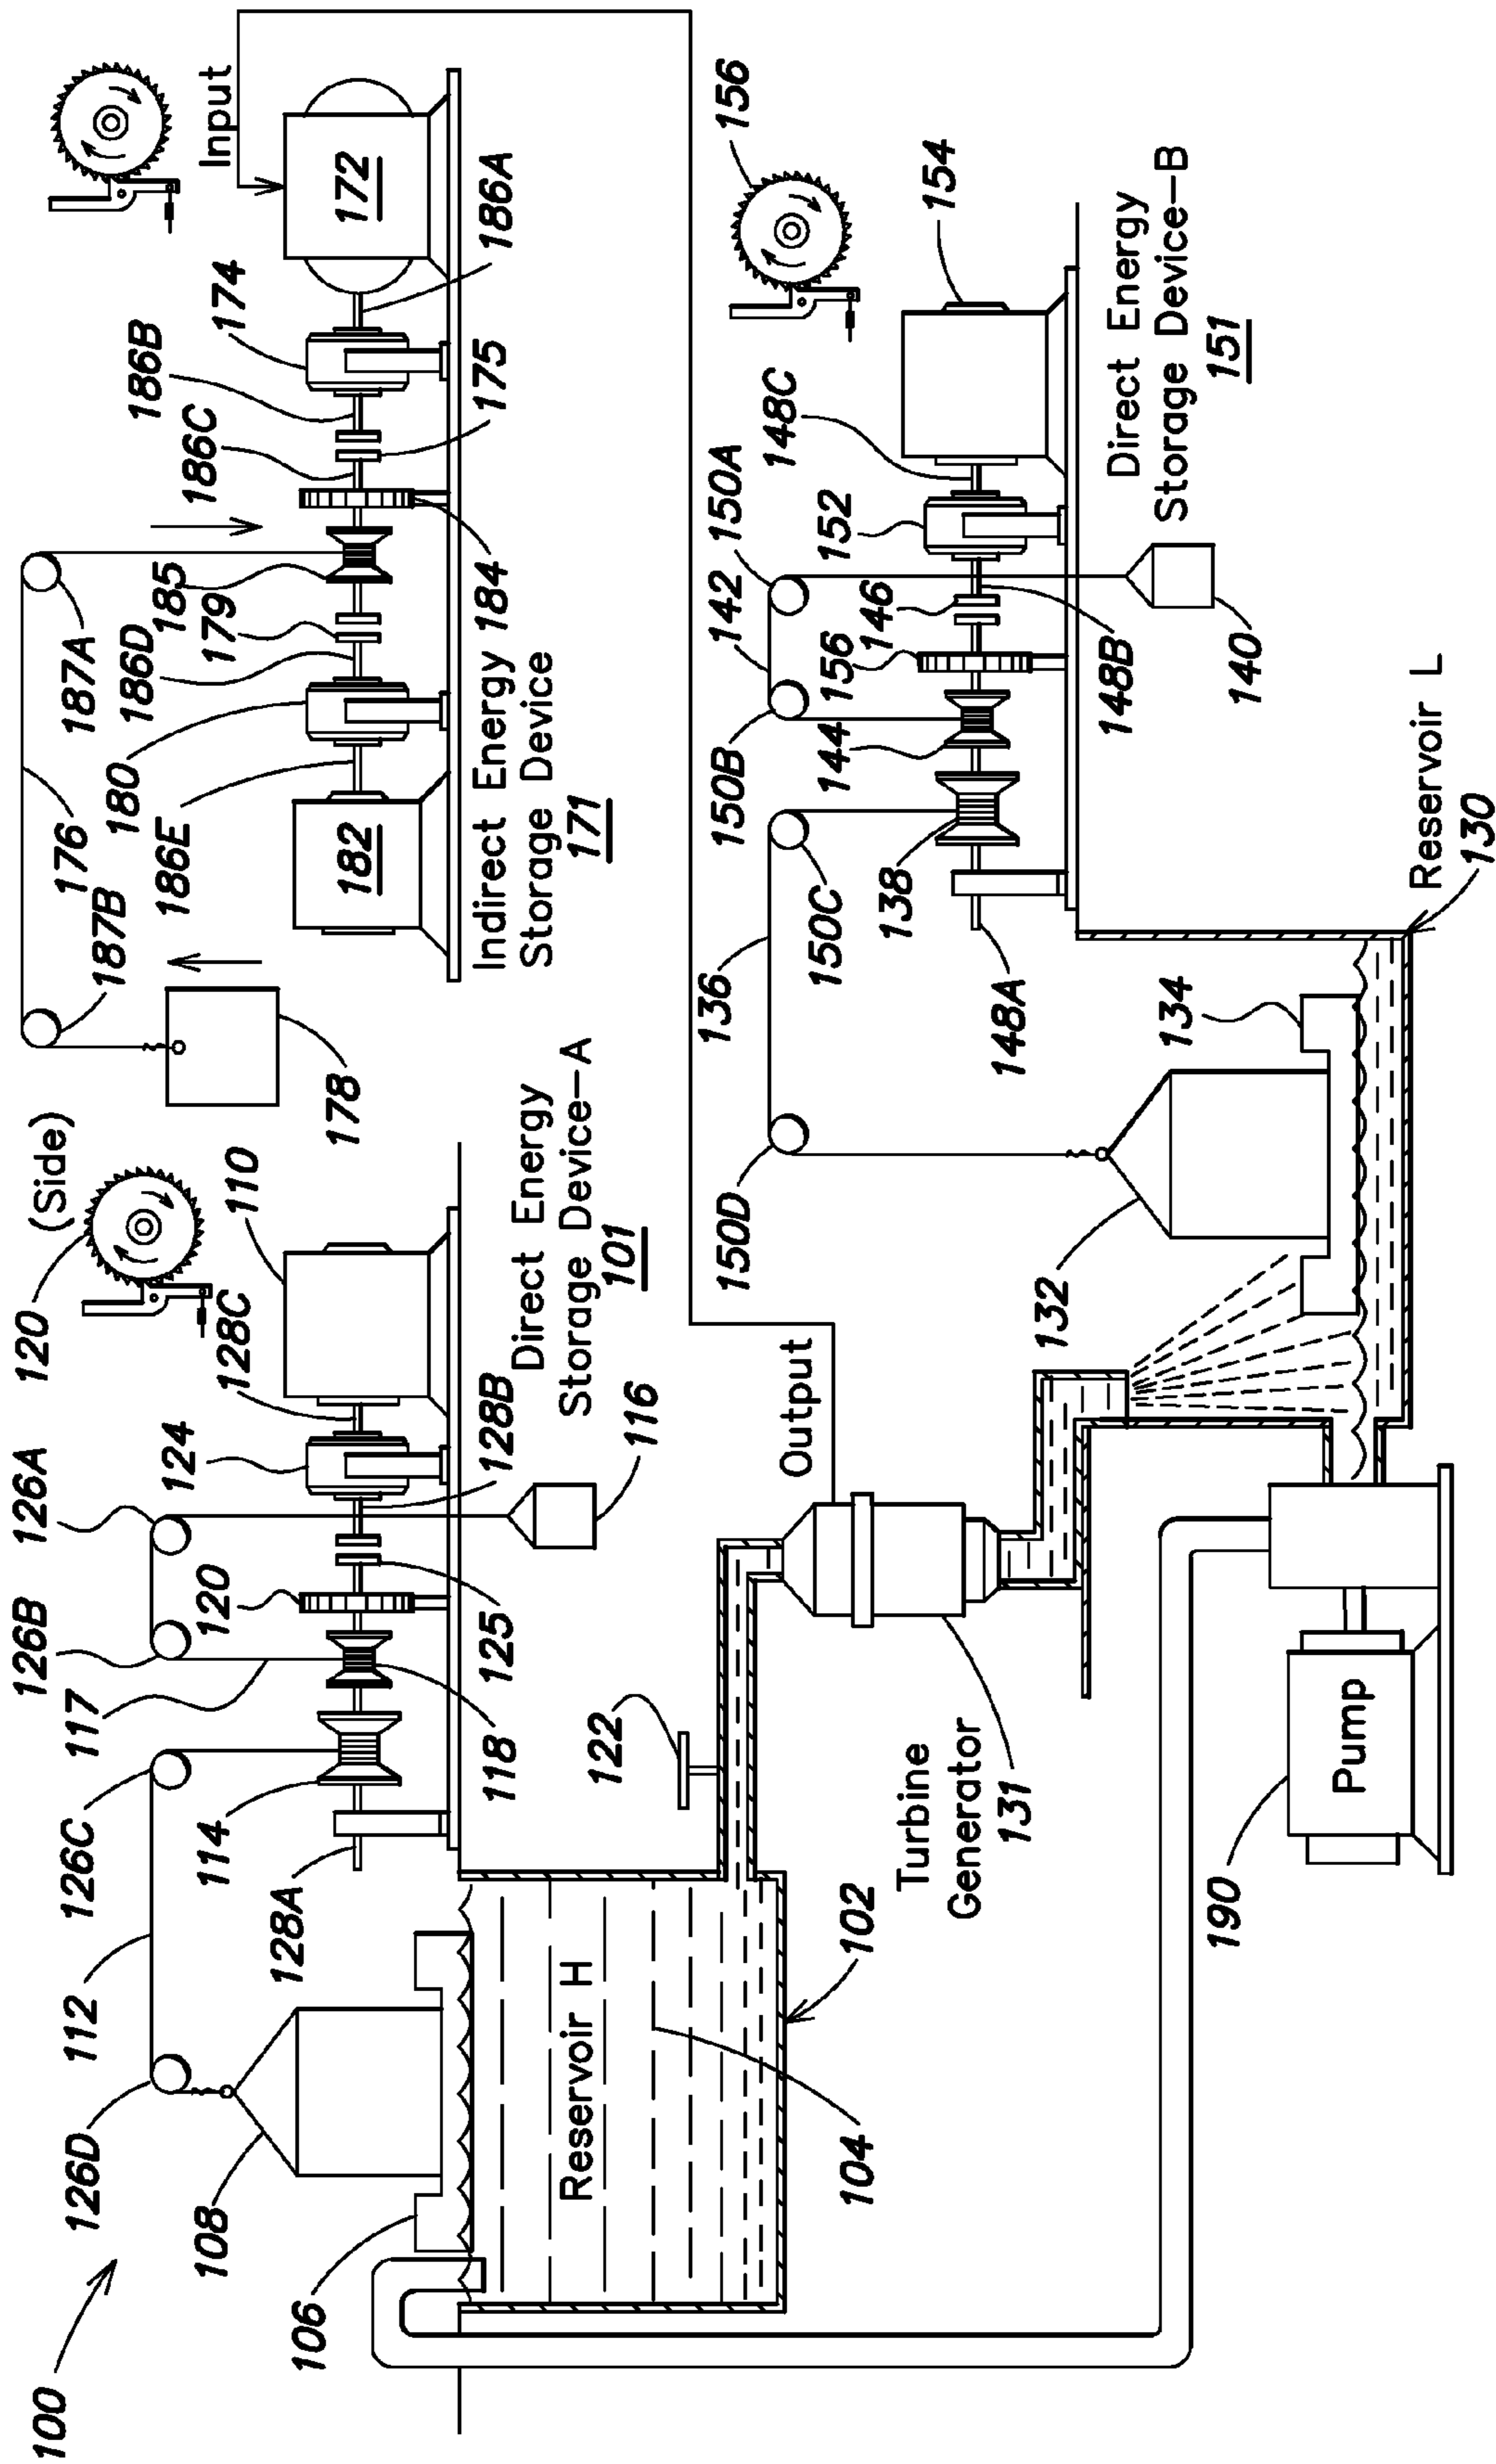 100
108
126D
112
126C
117
126B
126A
120 (Side)
106
128A
114
120
124
128C
110
118
125
128B
116
Direct Energy
Storage Device-A
101
187B
176
187A
178
186E
180
186D
179
185
186C
186B
174
Input
182
172
186A
184
175
Indirect Energy
Storage Device
171
Reservoir H
104
102
122
Turbine
Generator
131
Output
190
Pump
150D
136
150C
150B
142
150A
156
132
134
148A
138
144
156
146
152
148C
154
148B
140
Direct Energy
Storage Device-B
151
Reservoir L
130